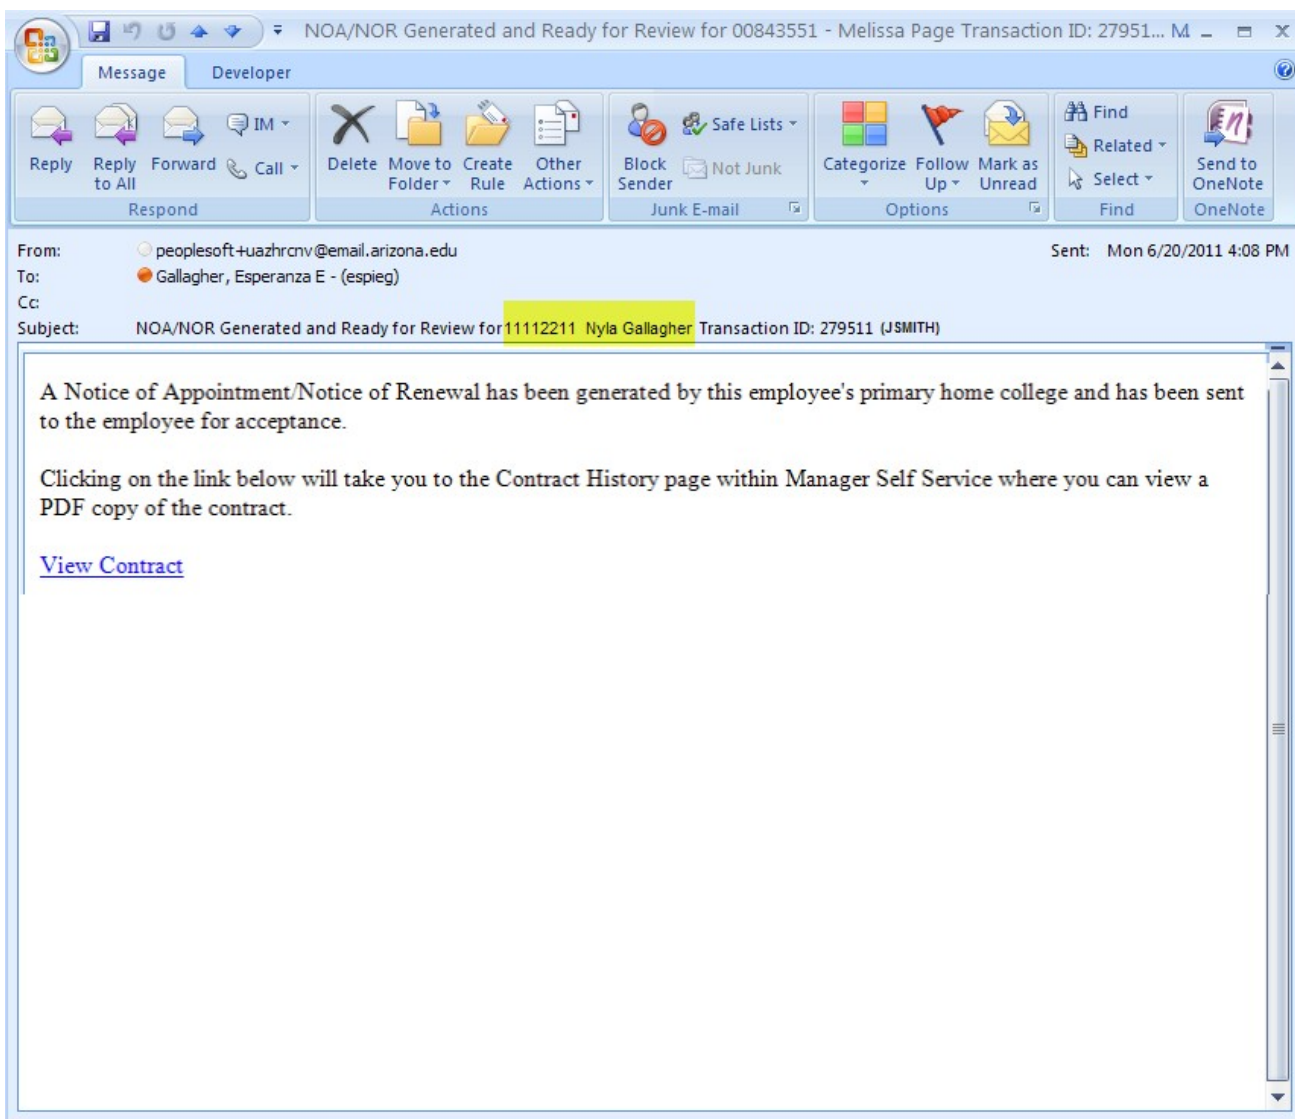 NOA/NOR Generated and Ready for Review for 00843551 - Melissa Page Transaction ID: 27951... M
Message Developer
Reply
Reply to All
Forward
IM
Call
Respond
Delete
Move to Folder
Create Rule
Other Actions
Actions
Block Sender
Safe Lists
Not Junk
Junk E-mail
Categorize
Follow Up
Mark as Unread
Options
Find
Related
Select
Find
Send to OneNote
OneNote
From: peoplesoft+uazhrcnv@email.arizona.edu Sent: Mon 6/20/2011 4:08 PM
To: Gallagher, Esperanza E - (espieg)
Cc:
Subject: NOA/NOR Generated and Ready for Review for 11112211 Nyla Gallagher Transaction ID: 279511 (JSMITH)
A Notice of Appointment/Notice of Renewal has been generated by this employee's primary home college and has been sent
to the employee for acceptance.
Clicking on the link below will take you to the Contract History page within Manager Self Service where you can view a
PDF copy of the contract.
View Contract